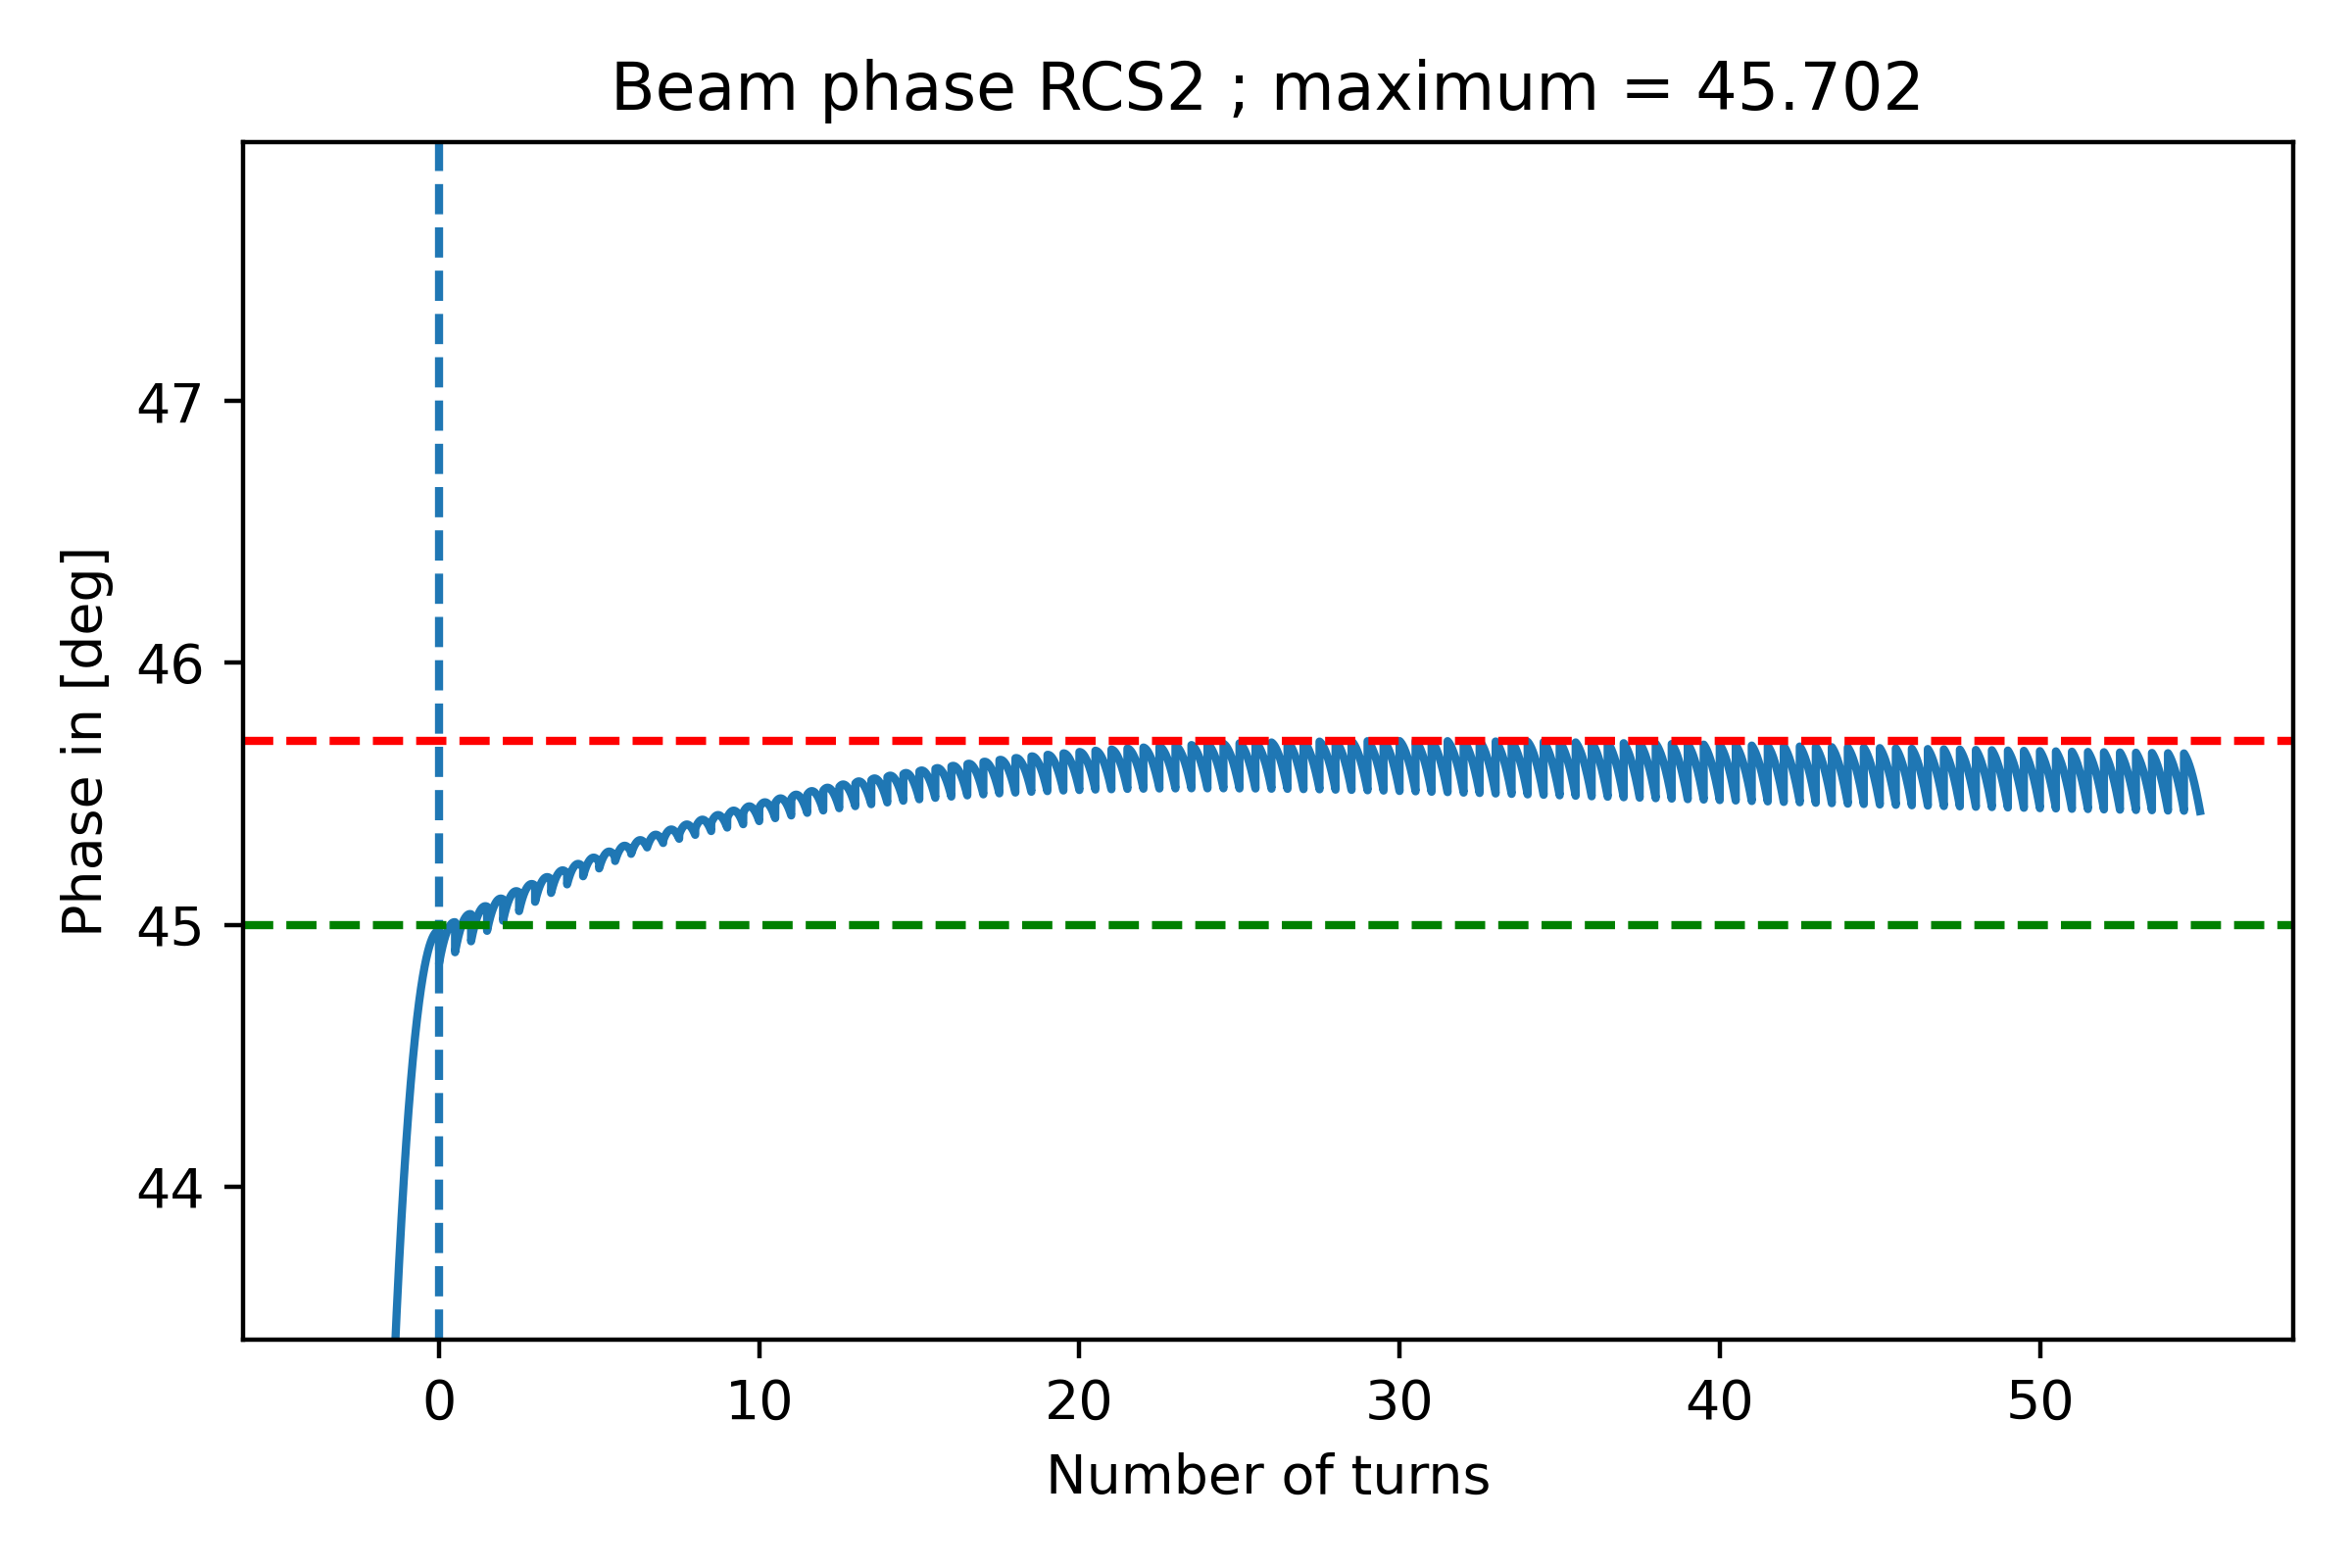 Beam phase RCS2 ; maximum = 45.702
Phase in [deg]
47
46
45
44
0 10 20 30 40 50
Number of turns